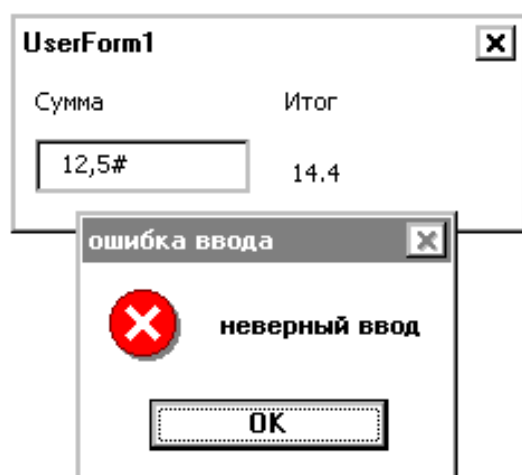 UserForm1
Сумма Итог
12,5# 14.4
ошибка ввода
неверный ввод
OK